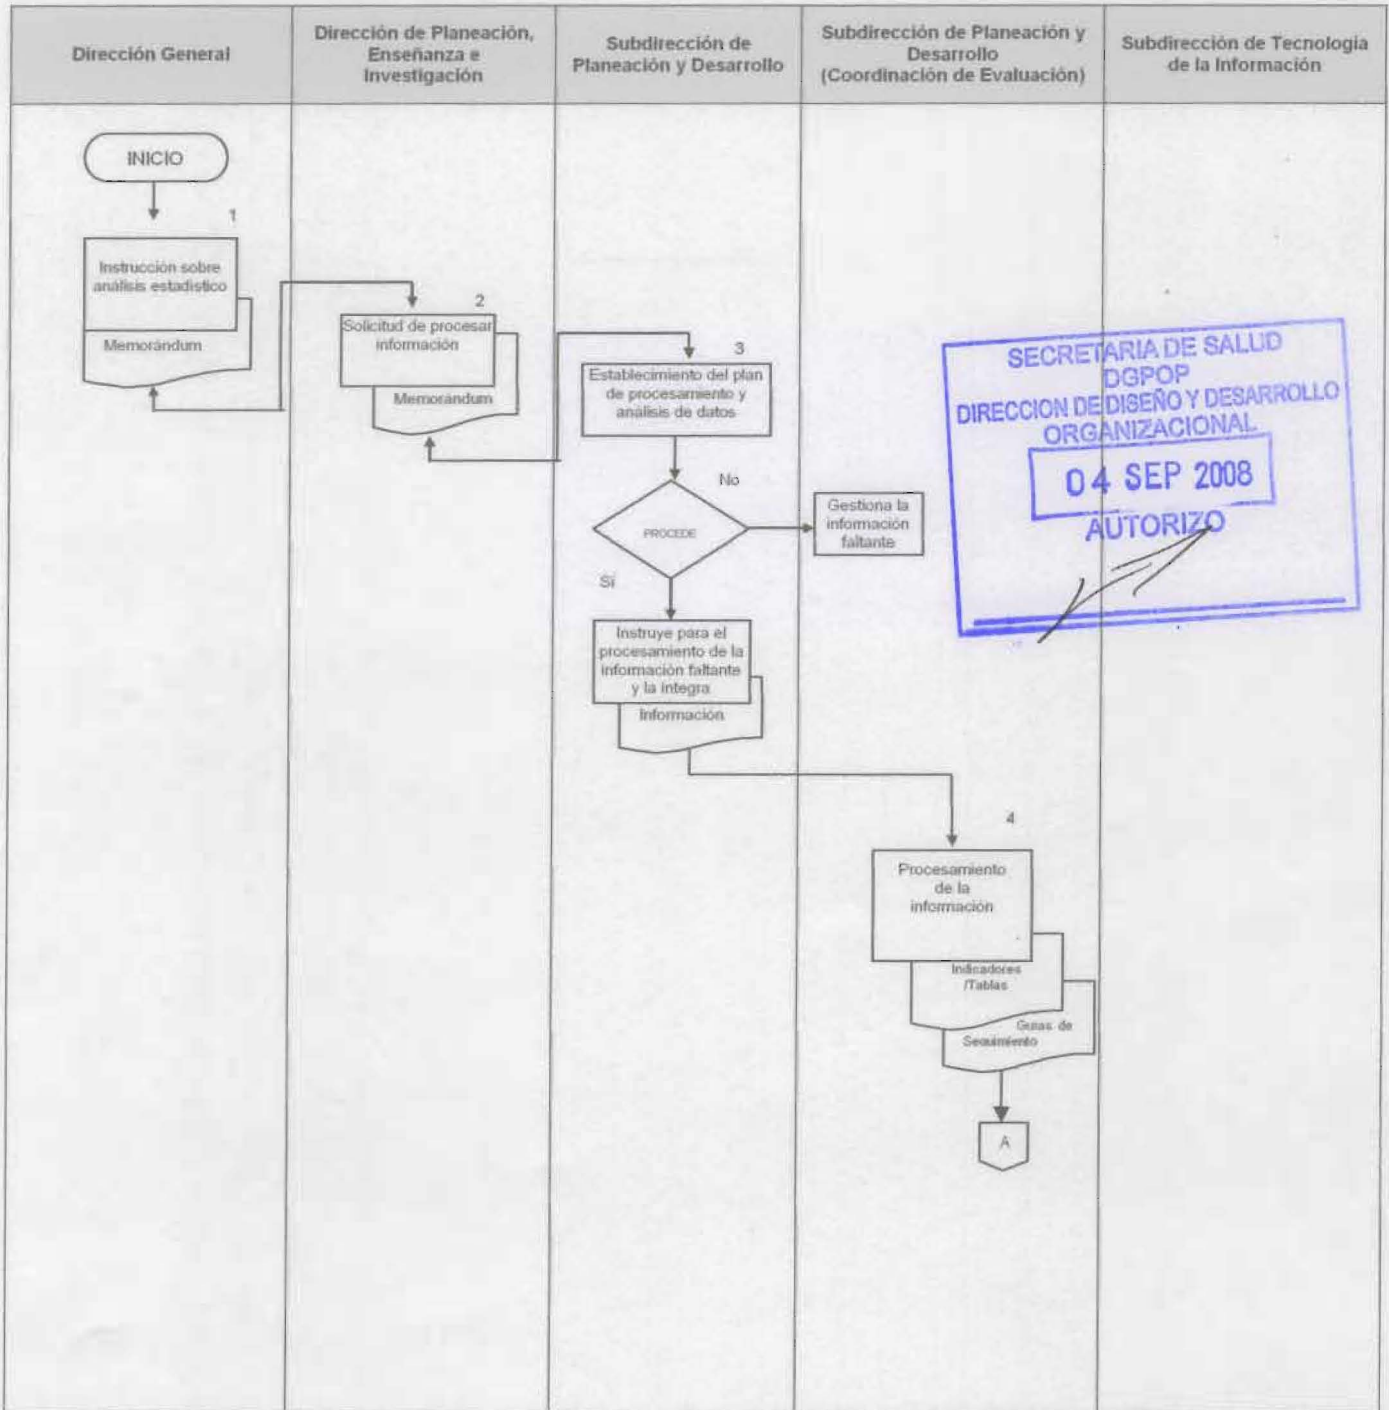 Dirección General
Dirección de Planeación,
Enseñanza e
Investigación
Subdirección de
Planeación y Desarrollo
Subdirección de Planeación y
Desarrollo
(Coordinación de Evaluación)
Subdirección de Tecnología
de la Información
INICIO
1
Instrucción sobre
análisis estadístico
Memorándum
2
Solicitud de procesar
información
Memorándum
3
Establecimiento del plan
de procesamiento y
análisis de datos
PROCEDE
No
Gestiona la
información
faltante
Sí
Instruye para el
procesamiento de la
información faltante
y la íntegra
Información
4
Procesamiento
de la
información
Indicadores
/Tablas
Guías de
Seguimiento
A
SECRETARIA DE SALUD
DGPOP
DIRECCION DE DISEÑO Y DESARROLLO
ORGANIZACIONAL
04 SEP 2008
AUTORIZO